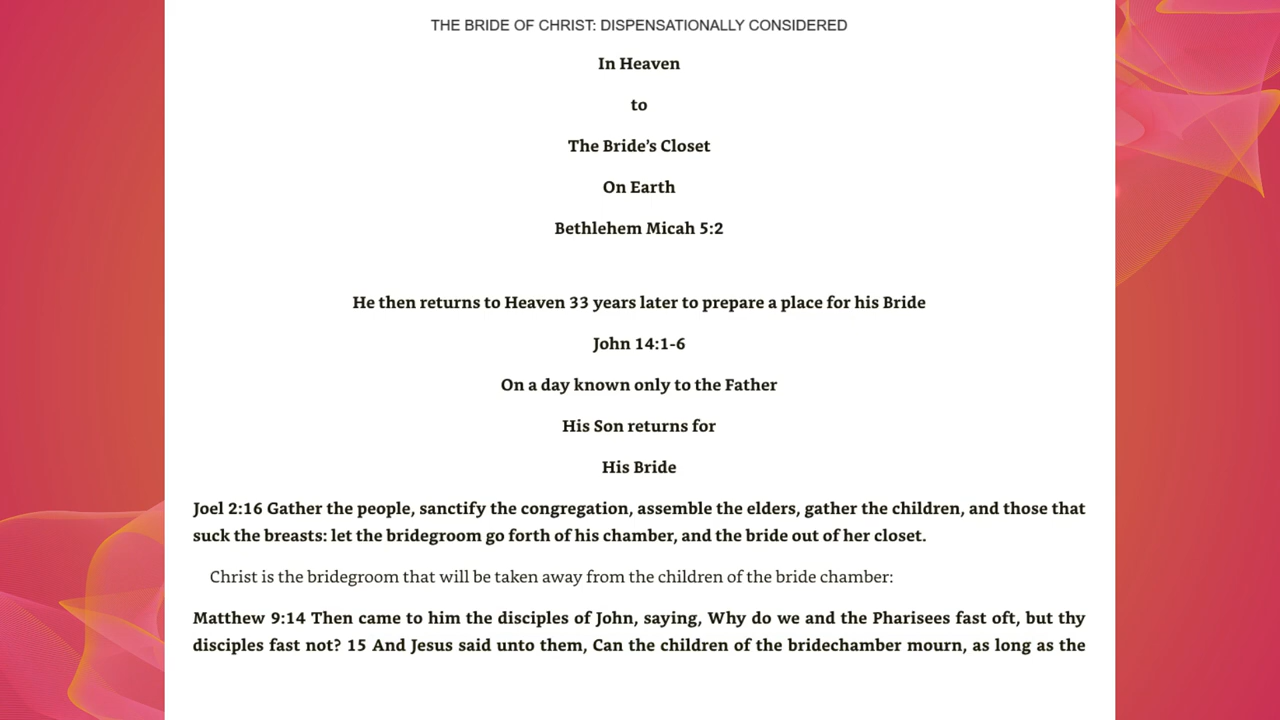 THE BRIDE OF CHRIST: DISPENSATIONALLY CONSIDERED
In Heaven
to
The Bride’s Closet
On Earth
Bethlehem Micah 5:2
He then returns to Heaven 33 years later to prepare a place for his Bride
John 14:1-6
On a day known only to the Father
His Son returns for
His Bride
Joel 2:16 Gather the people, sanctify the congregation, assemble the elders, gather the children, and those that
suck the breasts: let the bridegroom go forth of his chamber, and the bride out of her closet.
Christ is the bridegroom that will be taken away from the children of the bride chamber:
Matthew 9:14 Then came to him the disciples of John, saying, Why do we and the Pharisees fast oft, but thy
disciples fast not? 15 And Jesus said unto them, Can the children of the bridechamber mourn, as long as the